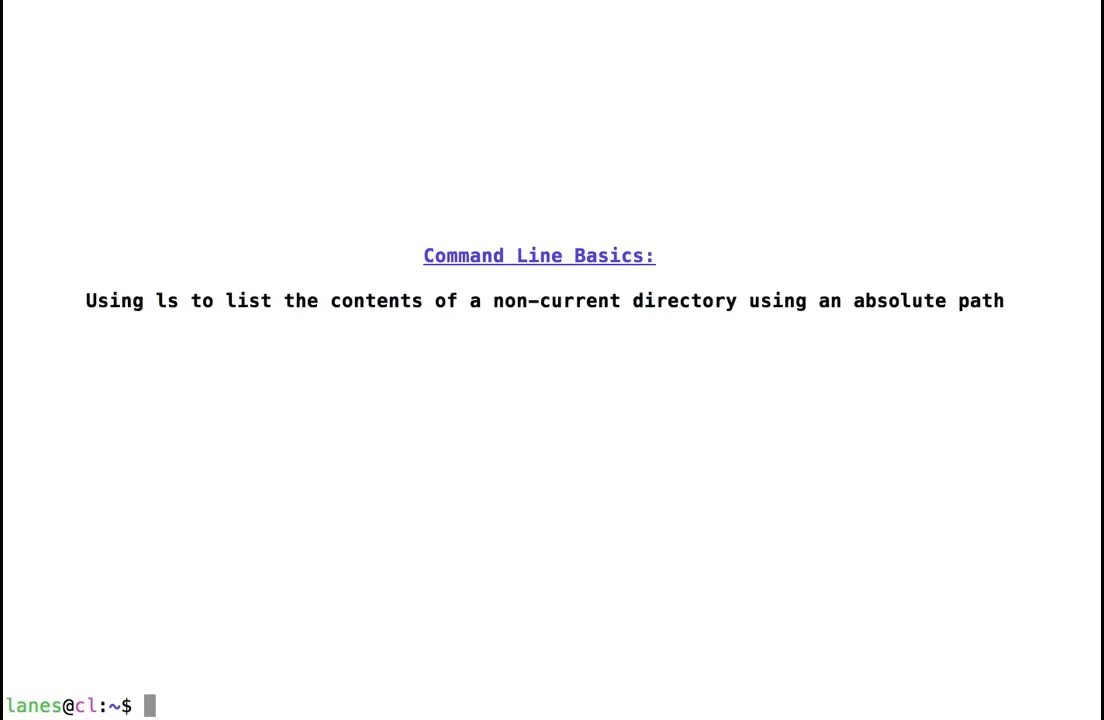 Command Line Basics:
Using ls to list the contents of a non-current directory using an absolute path
lanes@cl:~$